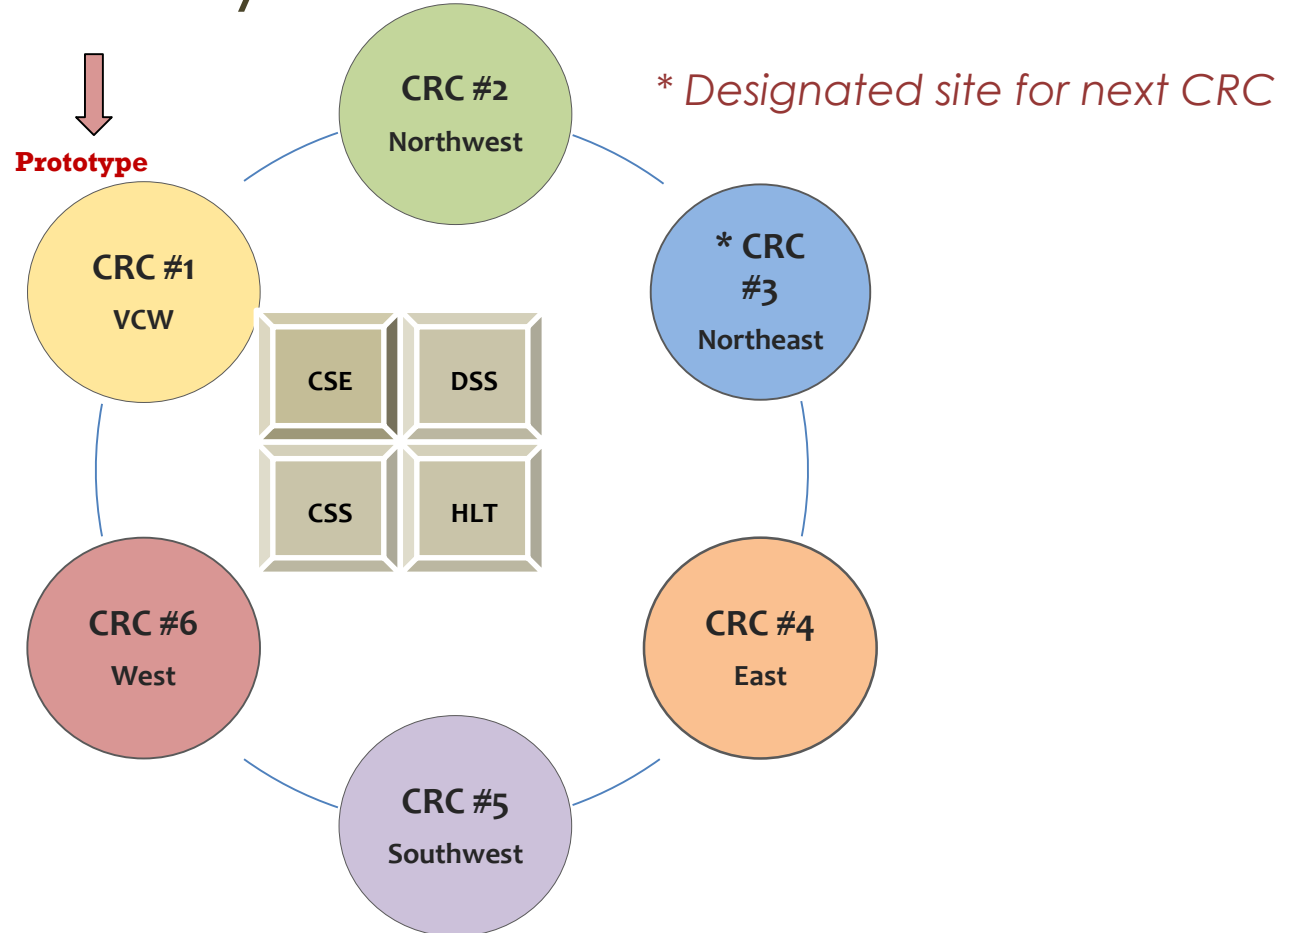 CRC #2
Northwest
* Designated site for next CRC
Prototype
CRC #1
VCW
* CRC
#3
Northeast
CSE
DSS
CSS
HLT
CRC #6
West
CRC #4
East
CRC #5
Southwest